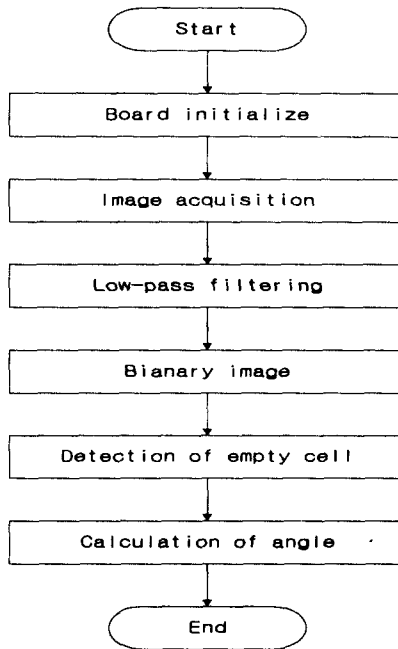 Start
Board initialize
Image acquisition
Low-pass filtering
Bianary image
Detection of empty cell
Calculation of angle
End